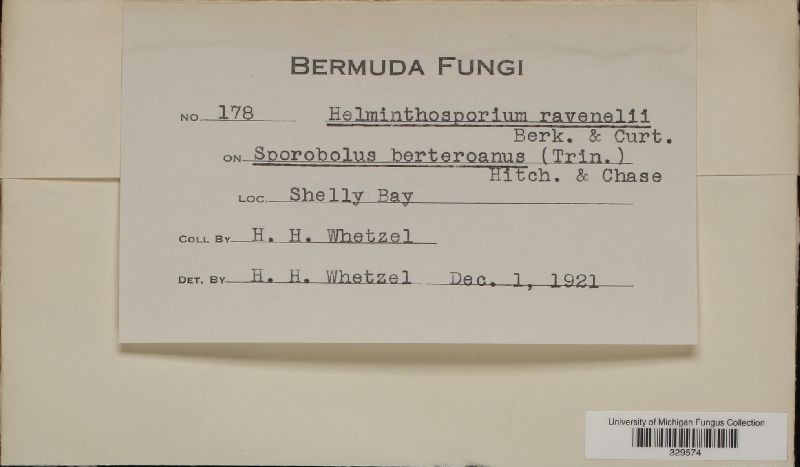 BERMUDA FUNGI
NO. 178 Helminthosporium ravenelii
Berk. & Curt.
ON Sporobolus berteroanus (Trin.)
Hitch. & Chase
LOC. Shelly Bay
COLL BY H. H. Whetzel
DET. BY H. H. Whetzel Dec. 1, 1921
University of Michigan Fungus Collection
329574